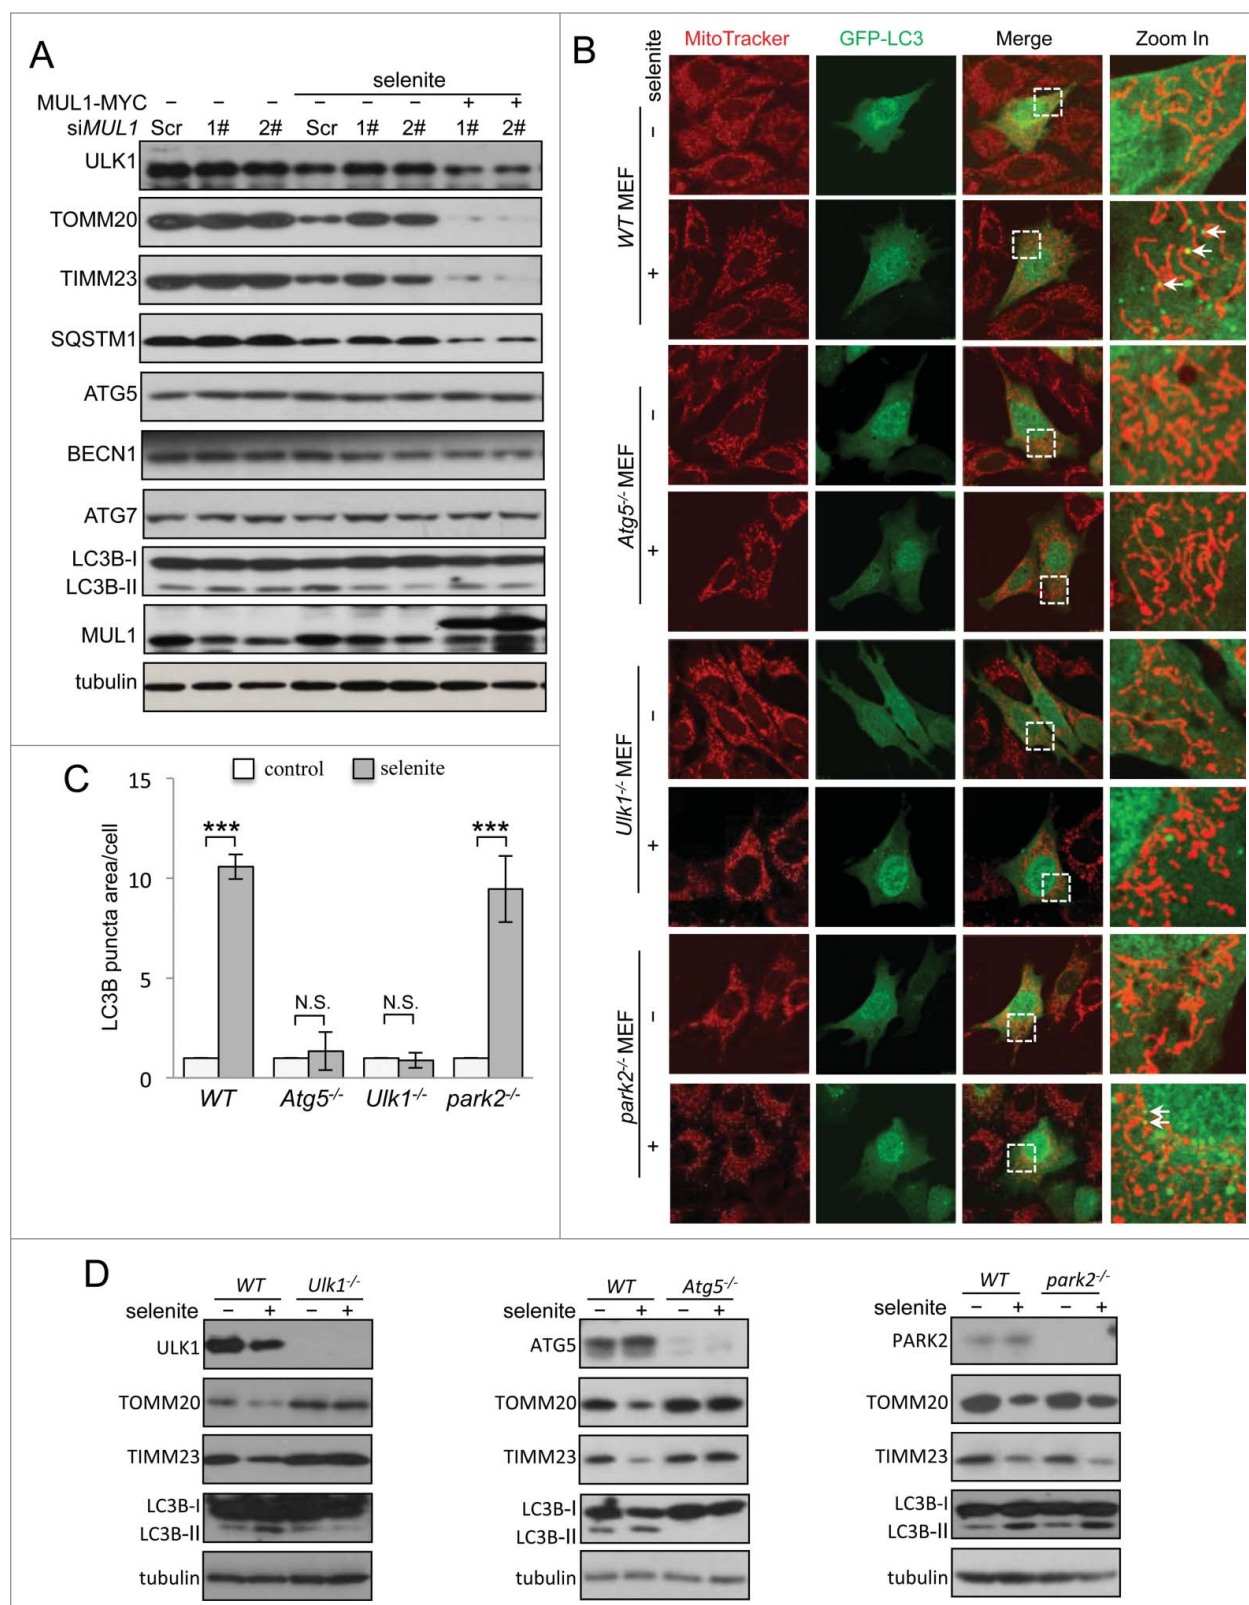 A
selenite
MUL1-MYC – – – – – – + +
siMUL1 Scr 1# 2# Scr 1# 2# 1# 2#
ULK1
TOMM20
TIMM23
SQSTM1
ATG5
BECN1
ATG7
LC3B-I
LC3B-II
MUL1
tubulin
B
selenite
MitoTracker GFP-LC3 Merge Zoom In
WT MEF
–
+
Atg5-/- MEF
–
+
Ulk1-/- MEF
–
+
park2-/- MEF
–
+
C
control selenite
LC3B puncta area/cell
15
10
5
0
***
N.S.
N.S.
***
WT Atg5-/- Ulk1-/- park2-/-
D
WT Ulk1-/-
selenite – + – +
ULK1
TOMM20
TIMM23
LC3B-I
LC3B-II
tubulin
WT Atg5-/-
selenite – + – +
ATG5
TOMM20
TIMM23
LC3B-I
LC3B-II
tubulin
WT park2-/-
selenite – + – +
PARK2
TOMM20
TIMM23
LC3B-I
LC3B-II
tubulin